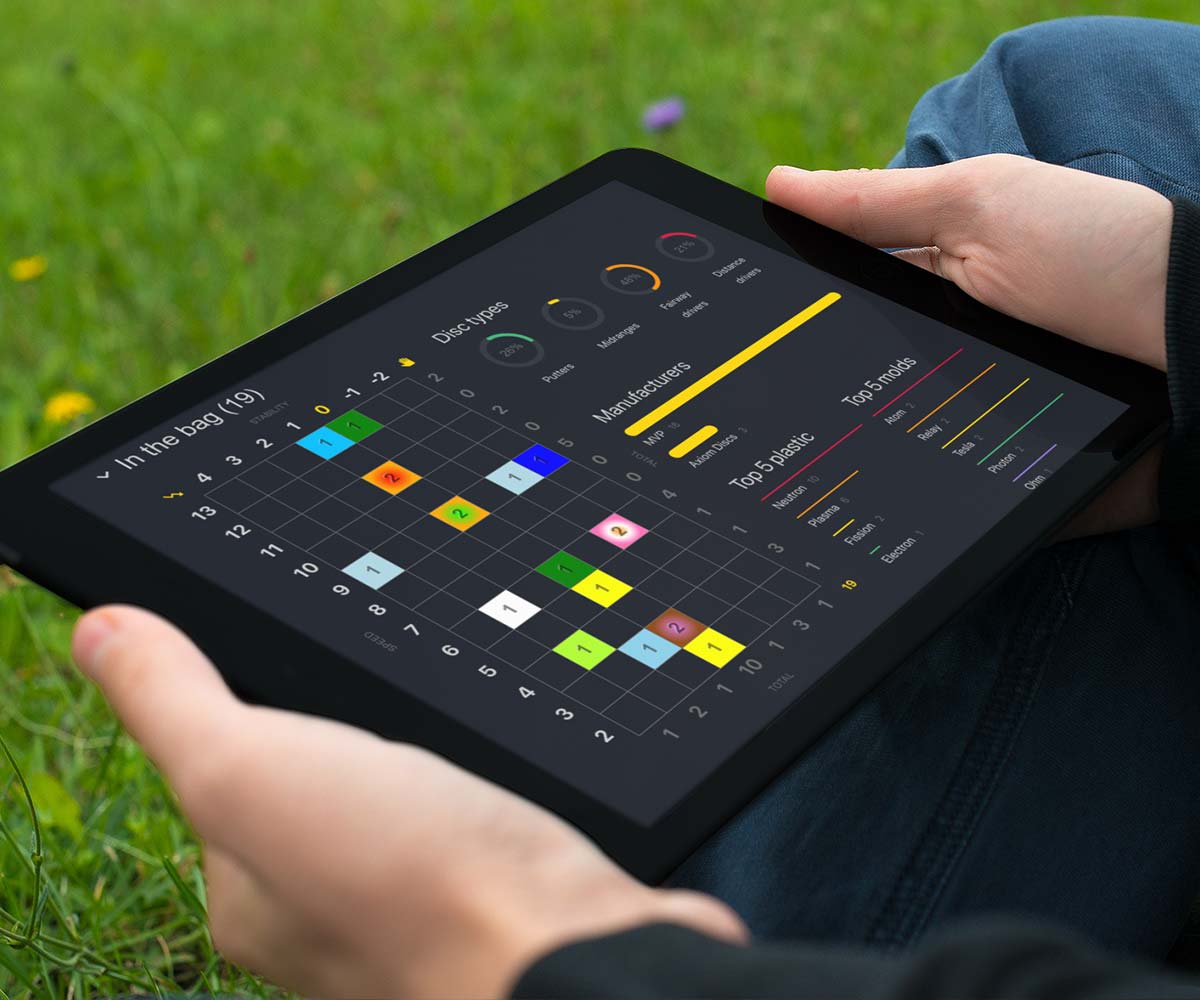 In the bag (19)
STABILITY
4 3 2 1 0 -1 -2
13 1 1 2
12 0
11 2 2
10 0
9 1 2 1 1 5
8 0
7 0
6 1 1 2 4
5 1 1
4 1 1
3 1 2 3
2 1 1
1 2 1 10 1 3 1 19
SPEED
TOTAL
TOTAL
Disc types
26% 5% 48% 21%
Putters
Midranges
Fairway
drivers
Distance
drivers
Manufacturers
MVP 16
Axiom Discs 3
Top 5 plastic
Neutron 10
Plasma 6
Fission 2
Electron 1
Top 5 molds
Atom 2
Relay 2
Tesla 2
Photon 2
Ohm 1